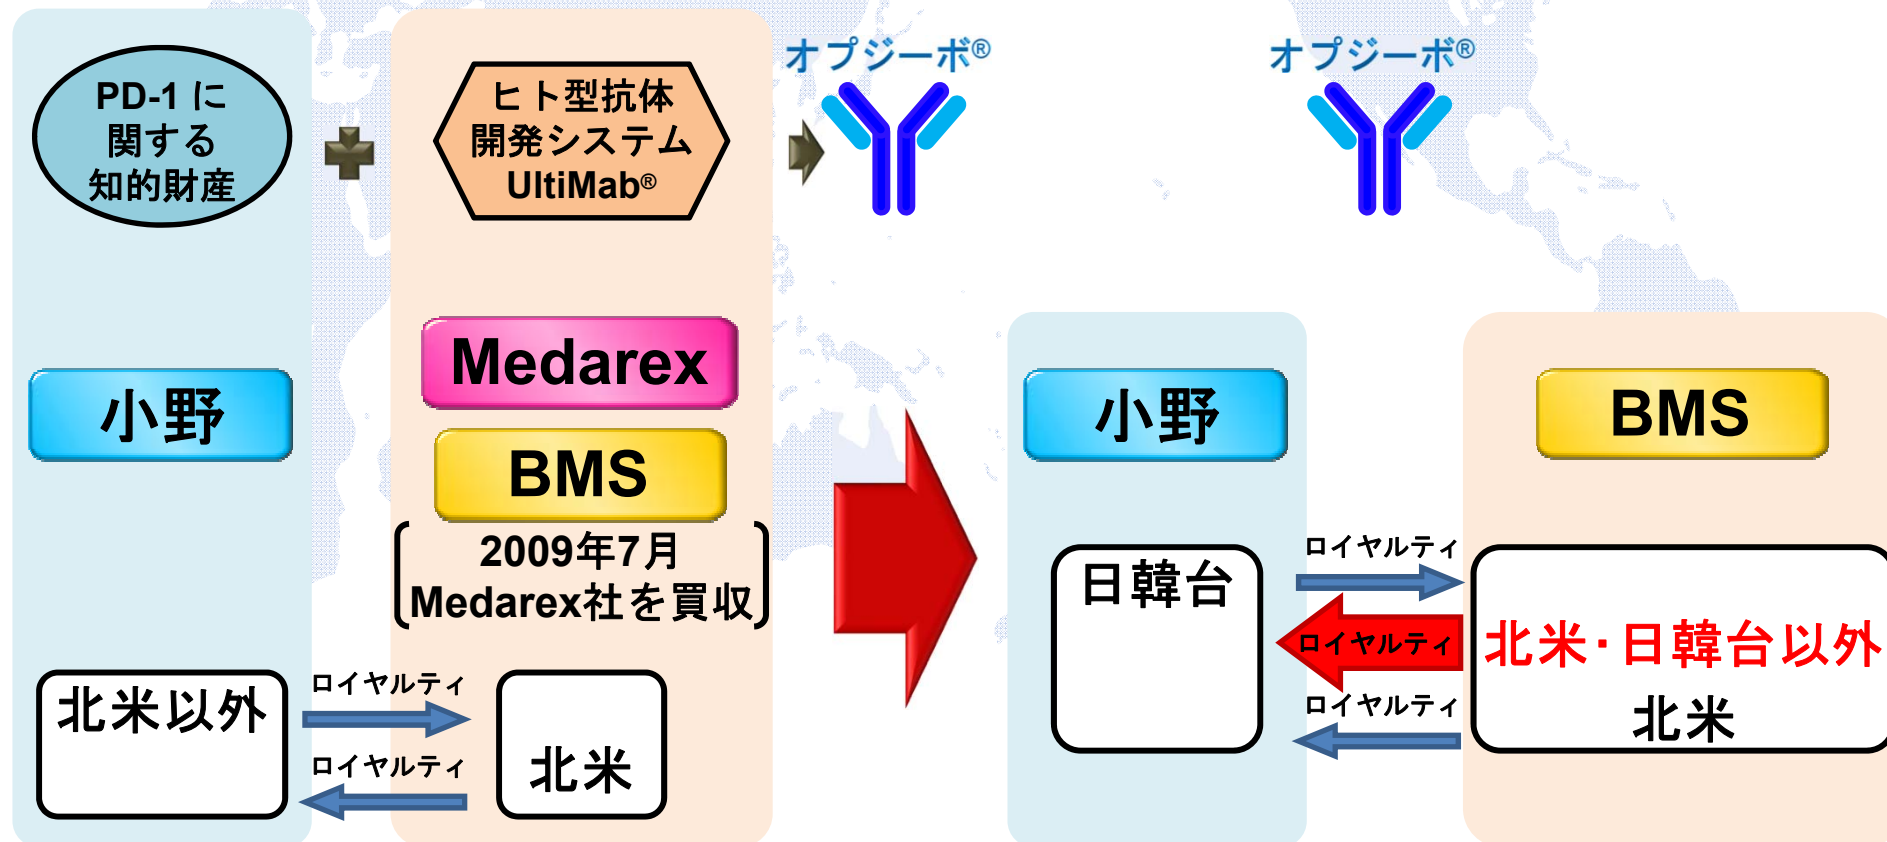 PD-1 に
関する
知的財産
ヒト型抗体
開発システム
UltiMab®
オプジーボ®
オプジーボ®
小野
Medarex
BMS
2009年7月
Medarex社を買収
北米以外
ロイヤルティ
ロイヤルティ
北米
小野
BMS
日韓台
ロイヤルティ
ロイヤルティ
ロイヤルティ
北米・日韓台以外
北米